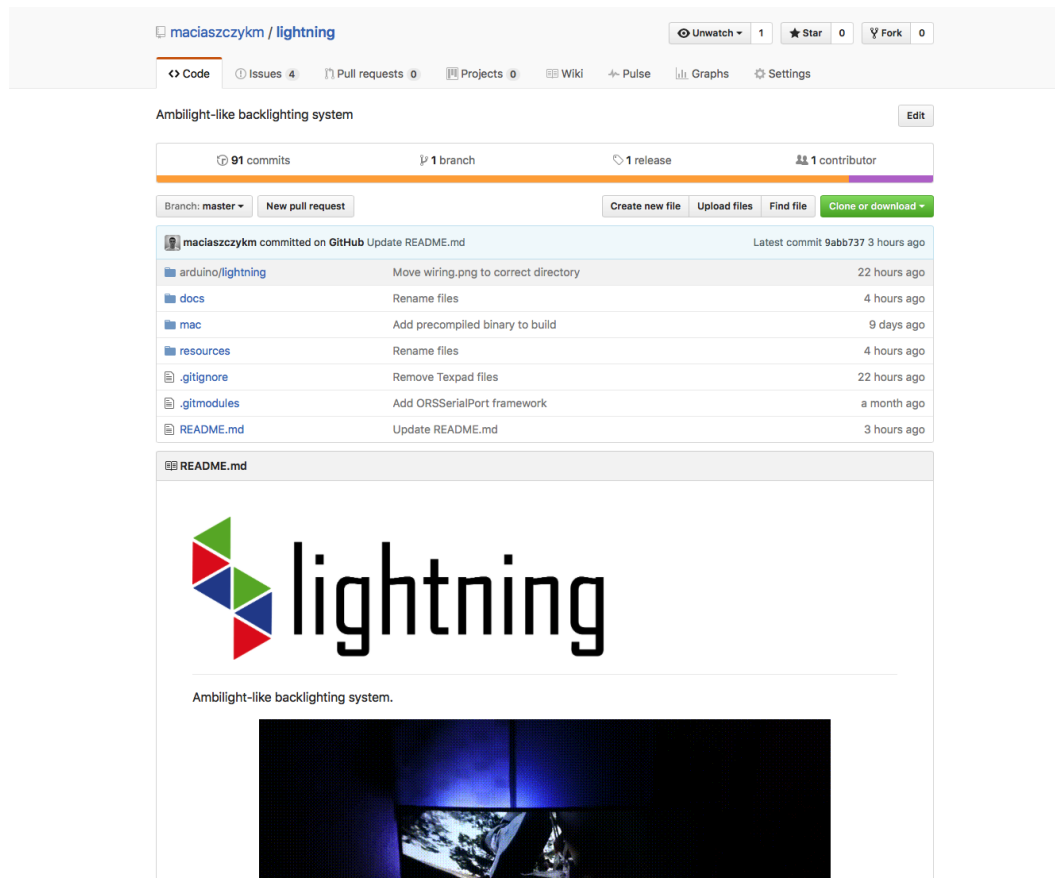 maciaszczykm / lightning
Unwatch 1 Star 0 Fork 0
Code Issues 4 Pull requests 0 Projects 0 Wiki Pulse Graphs Settings
Ambilight-like backlighting system Edit
91 commits 1 branch 1 release 1 contributor
Branch: master New pull request Create new file Upload files Find file Clone or download
maciaszczykm committed on GitHub Update README.md Latest commit 9abb737 3 hours ago
arduino/lightning Move wiring.png to correct directory 22 hours ago
docs Rename files 4 hours ago
mac Add precompiled binary to build 9 days ago
resources Rename files 4 hours ago
.gitignore Remove Texpad files 22 hours ago
.gitmodules Add ORSSerialPort framework a month ago
README.md Update README.md 3 hours ago
README.md
lightning
Ambilight-like backlighting system.